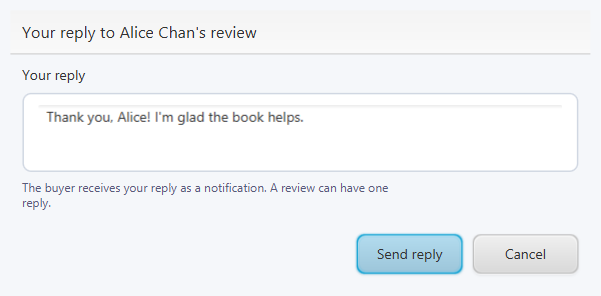 Your reply to Alice Chan's review
Your reply
Thank you, Alice! I'm glad the book helps.
The buyer receives your reply as a notification. A review can have one
reply.
Send reply
Cancel